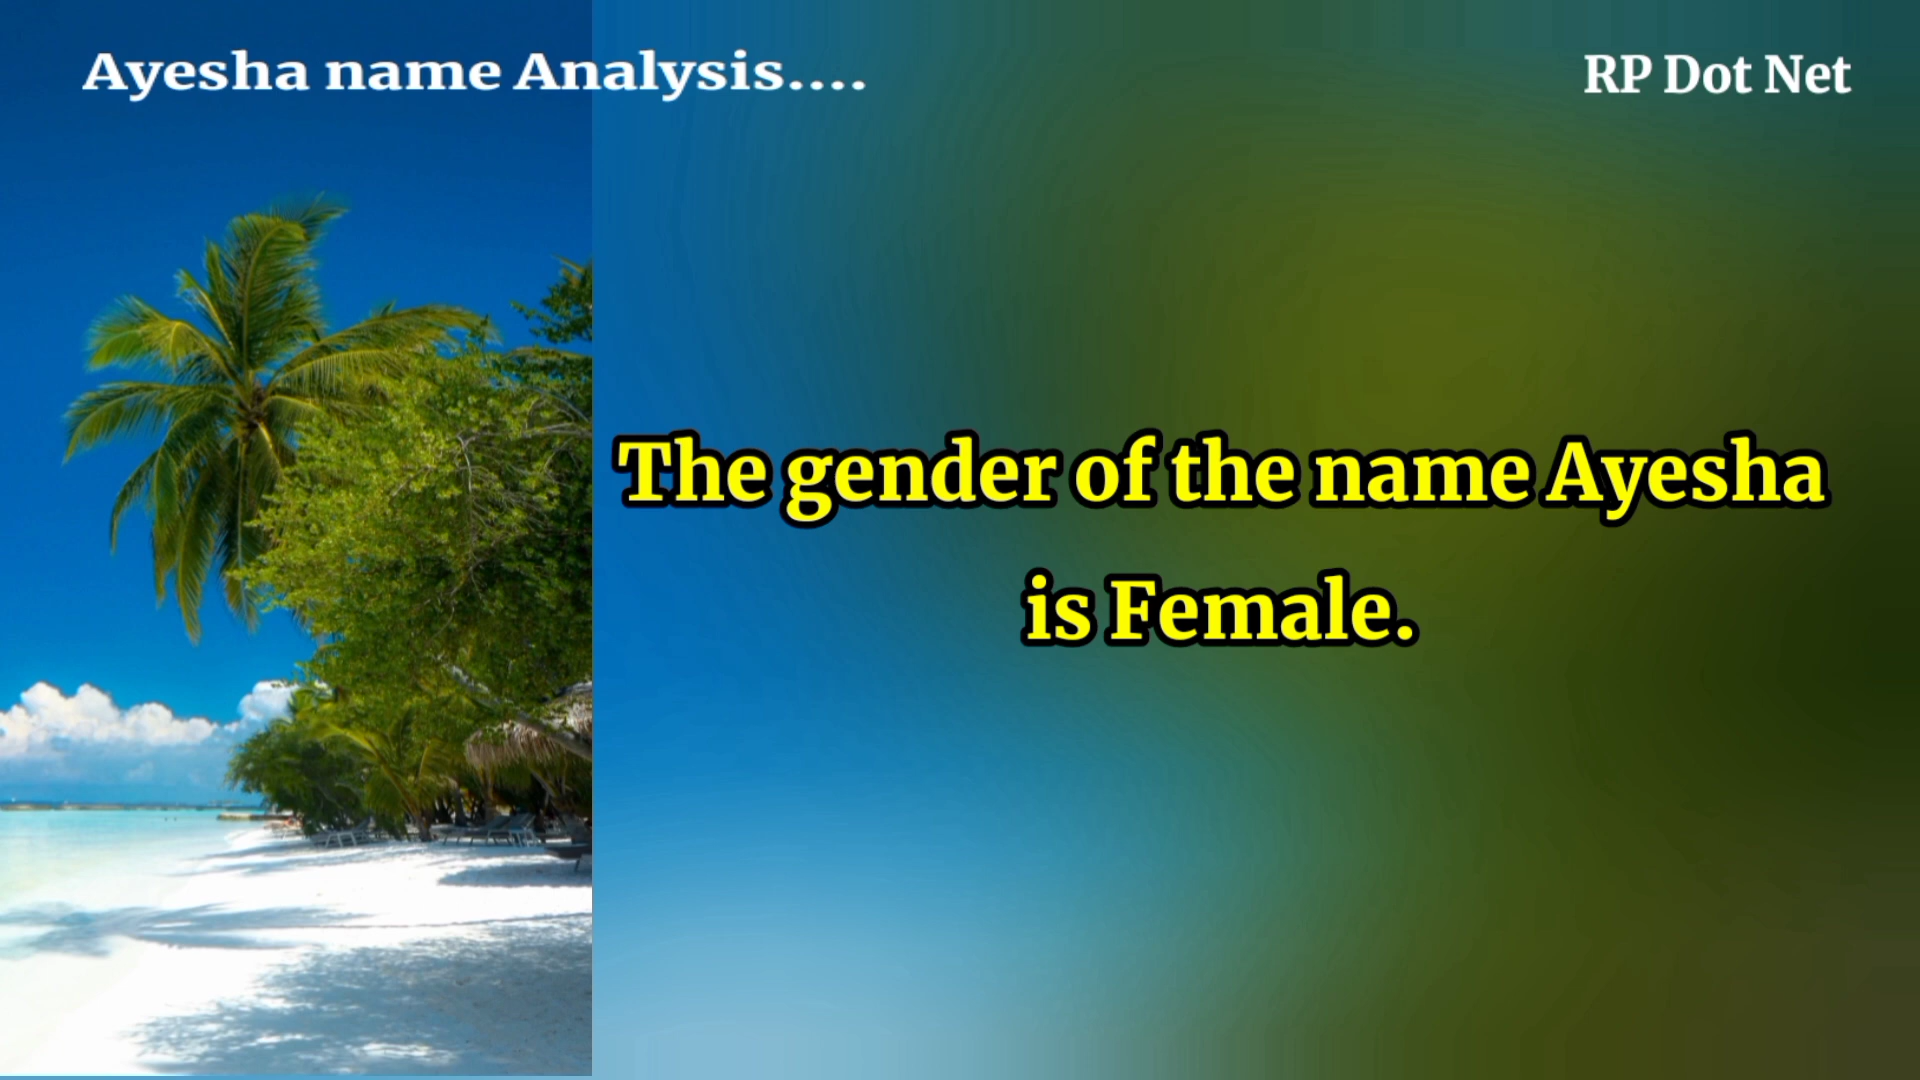 Ayesha name Analysis....
RP Dot Net
The gender of the name Ayesha
is Female.